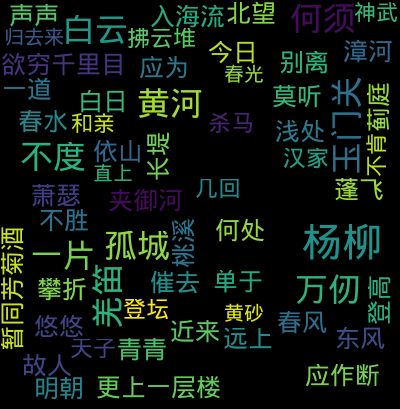 声声
白云
入海流
北望
何须
神武
归去来
拂云堆
今日
漳河
欲穷千里目
应为
春光
别离
一道
白日
黄河
莫听
玉门关
不肯蓟庭
春水
和亲
杀马
浅处
不度
依山
长堤
汉家
直上
萧瑟
夹御河
几回
蓬飞
不胜
一片
孤城
桃溪
何处
杨柳
暂同芳菊酒
攀折
羌笛
催去
单于
万仞
登高
登坛
黄砂
悠悠
天子
青青
近来
远上
春风
东风
故人
明朝
更上一层楼
应作断